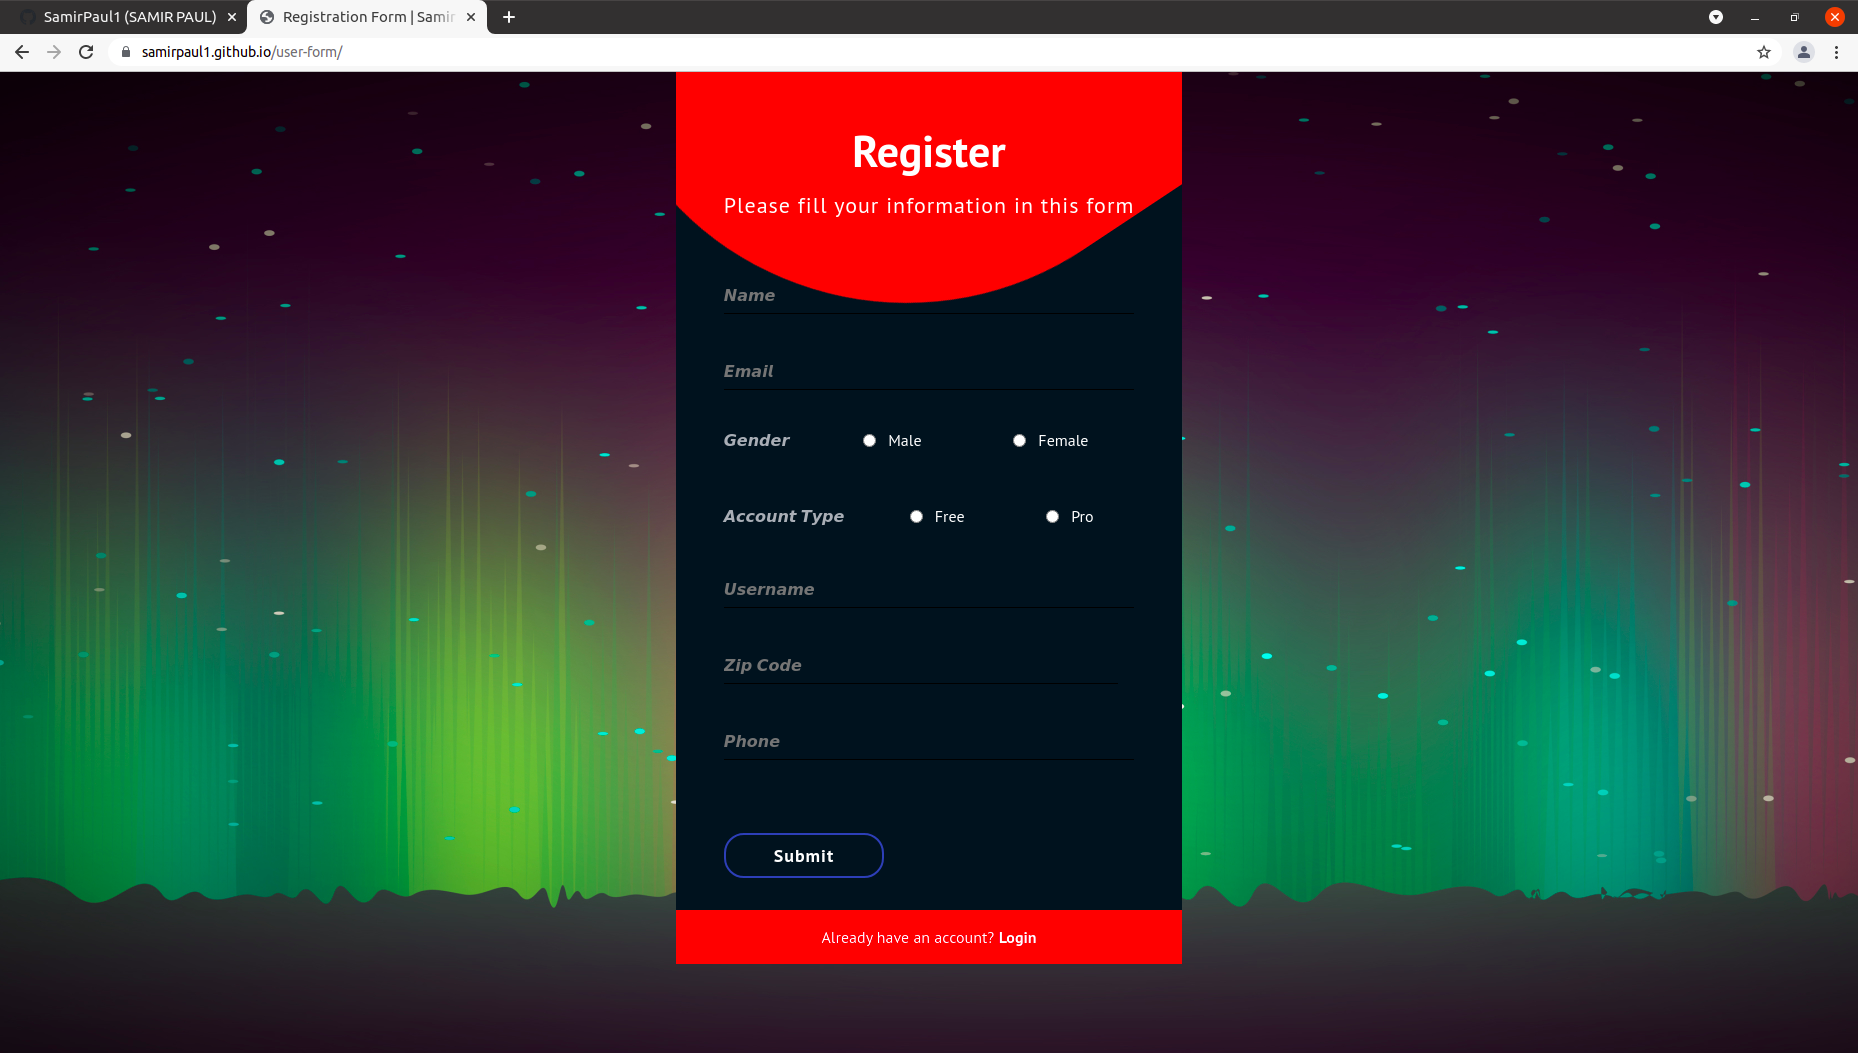 SamirPaul1 (SAMIR PAUL)
Registration Form | Samir
samirpaul1.github.io/user-form/
Register
Please fill your information in this form
Name
Email
Gender Male Female
Account Type Free Pro
Username
Zip Code
Phone
Submit
Already have an account? Login